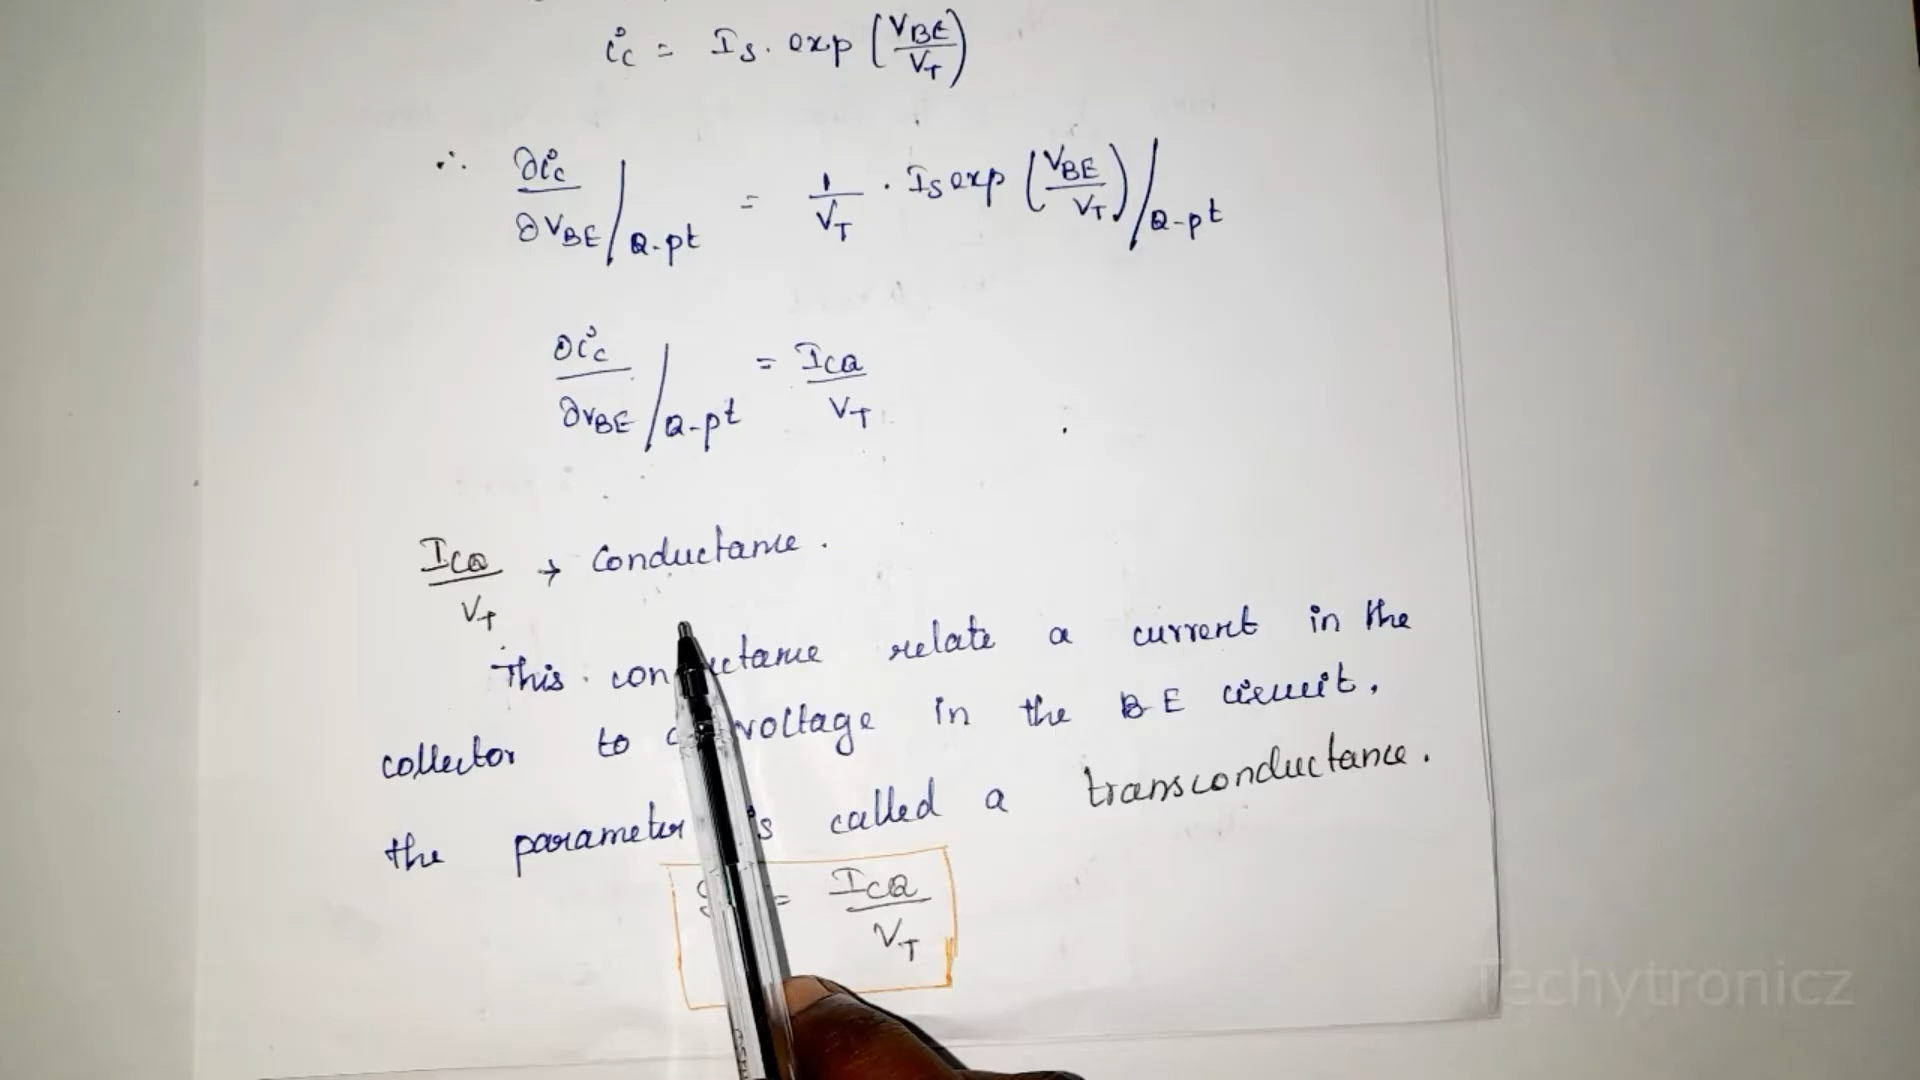 ic = Is. exp (VBE/VT)
∴ ∂ic/∂VBE /Q-pt = 1/VT · Is exp (VBE/VT) /Q-pt
∂ic/∂vBE /Q-pt = ICQ/VT
ICQ/VT → Conductance.
This conductance relate a current in the
collector to voltage in the B-E circuit.
the parameter is called a transconductance.
= ICQ/VT
Techytronicz